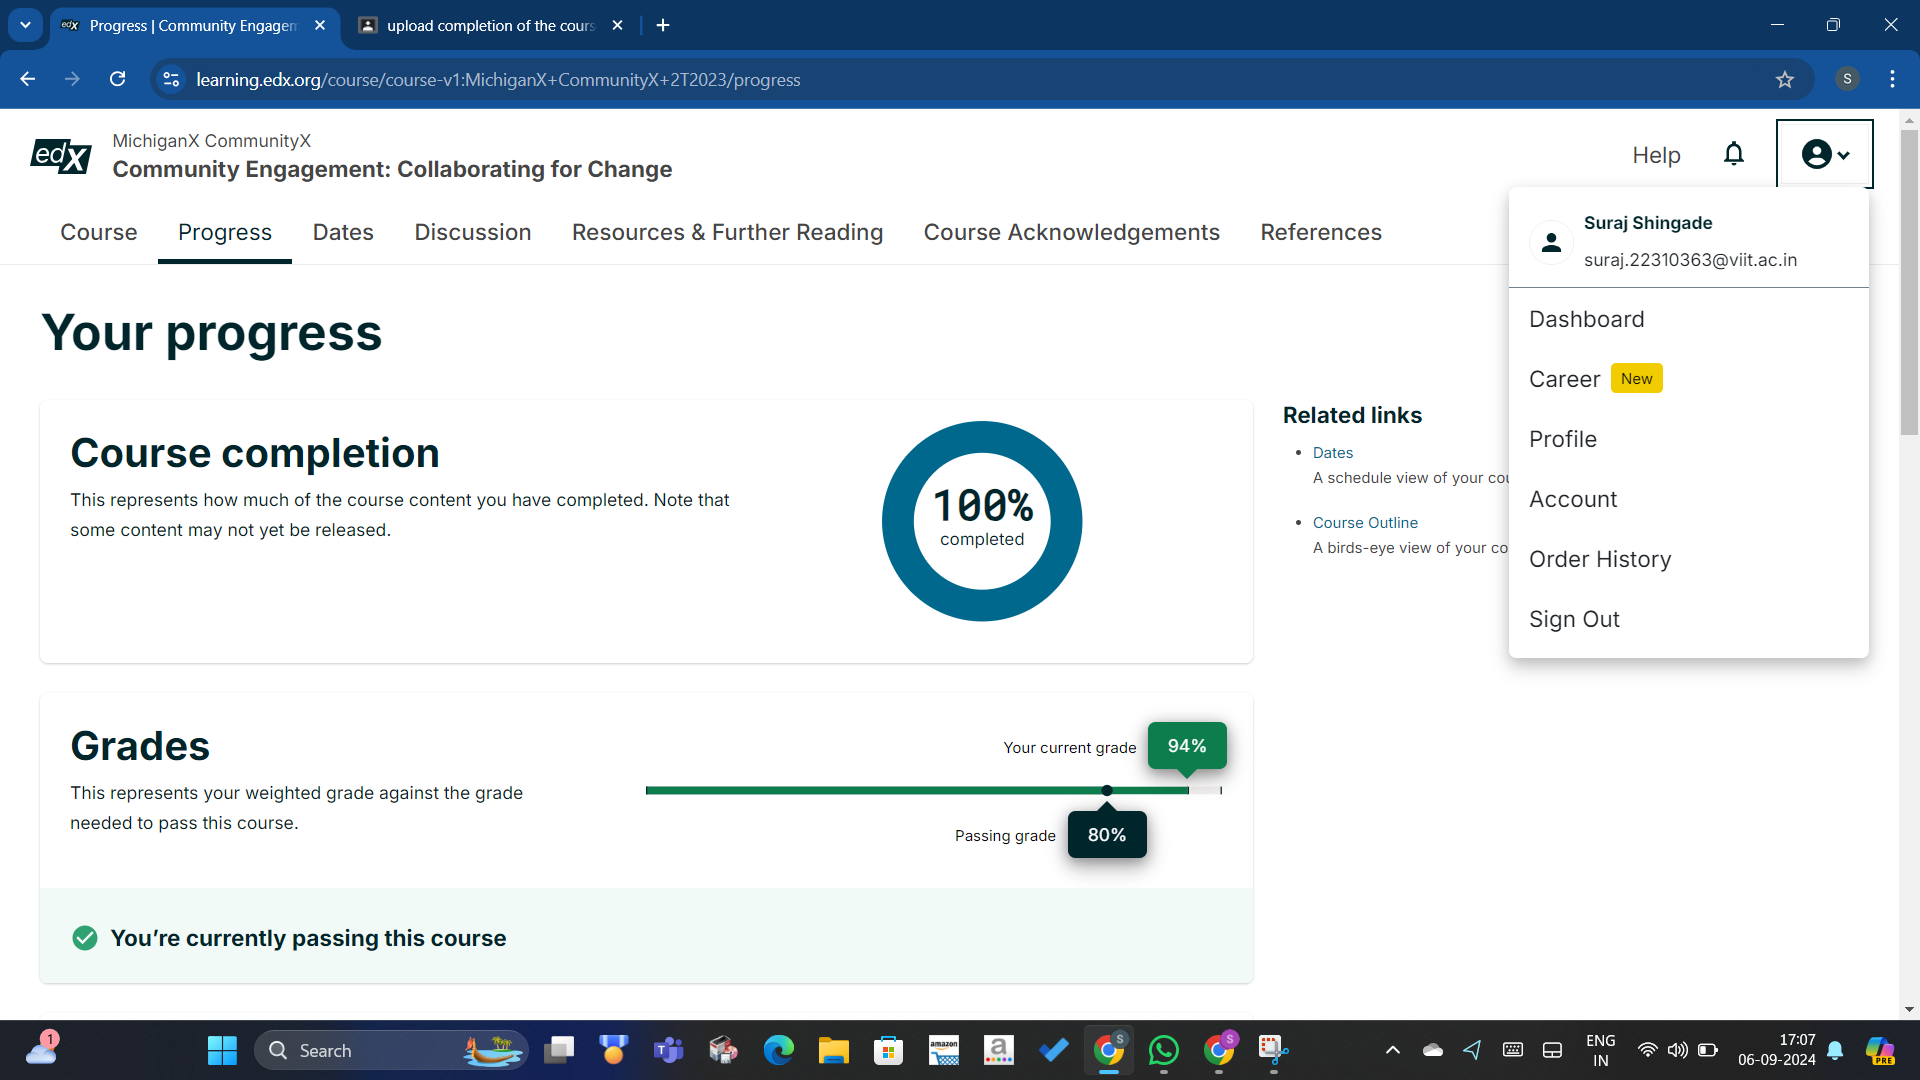 Progress | Community Engagem
upload completion of the cours
learning.edx.org/course/course-v1:MichiganX+CommunityX+2T2023/progress
S
edX
MichiganX CommunityX
Community Engagement: Collaborating for Change
Help
Course
Progress
Dates
Discussion
Resources & Further Reading
Course Acknowledgements
References
Suraj Shingade
suraj.22310363@viit.ac.in
Dashboard
Career New
Profile
Account
Order History
Sign Out
Your progress
Course completion
This represents how much of the course content you have completed. Note that
some content may not yet be released.
100%
completed
Related links
Dates
A schedule view of your cou
Course Outline
A birds-eye view of your co
Grades
This represents your weighted grade against the grade
needed to pass this course.
Your current grade 94%
Passing grade 80%
You’re currently passing this course
1
Search
amazon
a
S
S
ENG
IN
17:07
06-09-2024
PRE